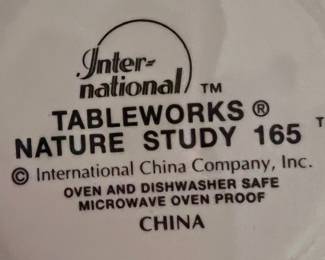 Inter-
national ™
TABLEWORKS ®
NATURE STUDY 165 T
© International China Company, Inc.
OVEN AND DISHWASHER SAFE
MICROWAVE OVEN PROOF
CHINA